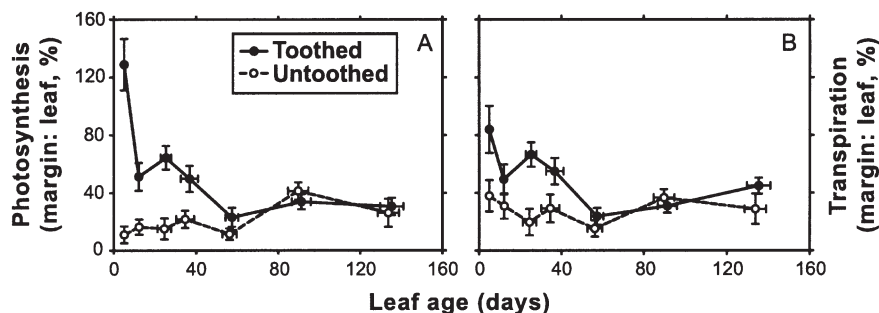 Photosynthesis
(margin: leaf, %)
160
120
80
40
0
A
Toothed
Untoothed
0 40 80 120 160
B
0 40 80 120 160
Transpiration
(margin: leaf, %)
Leaf age (days)